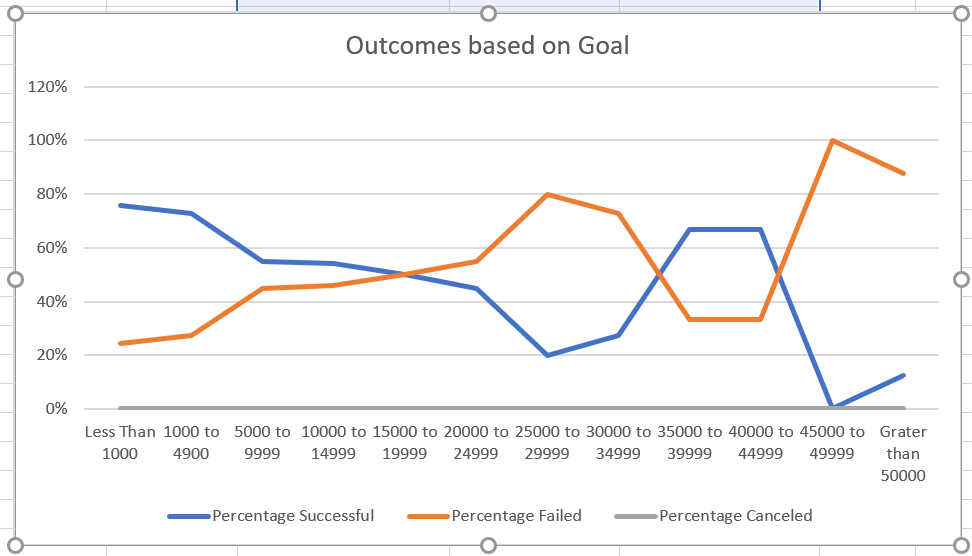 Outcomes based on Goal
120%
100%
80%
60%
40%
20%
0%
Less Than 1000 to 5000 to 10000 to 15000 to 20000 to 25000 to 30000 to 35000 to 40000 to 45000 to Grater
1000 4900 9999 14999 19999 24999 29999 34999 39999 44999 49999 than
50000
Percentage Successful Percentage Failed Percentage Canceled